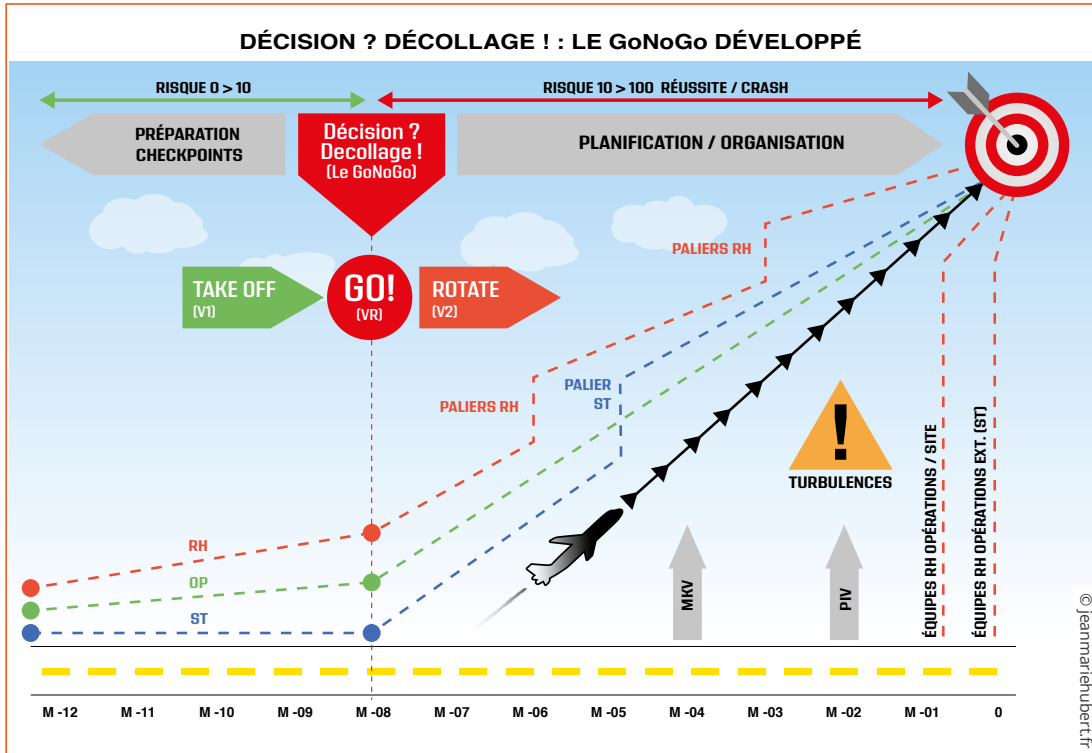 DÉCISION ? DÉCOLLAGE ! : LE GoNoGo DÉVELOPPÉ
RISQUE 0 > 10
RISQUE 10 > 100 RÉUSSITE / CRASH
PRÉPARATION
CHECKPOINTS
Décision ?
Decollage !
(Le GoNoGo)
PLANIFICATION / ORGANISATION
TAKE OFF
(V1)
GO!
(VR)
ROTATE
(V2)
PALIERS RH
PALIERS RH
PALIER
ST
!
TURBULENCES
RH
OP
ST
MKV
PIV
ÉQUIPES RH OPÉRATIONS / SITE
ÉQUIPES RH OPÉRATIONS EXT. (ST)
M -12 M -11 M -10 M -09 M -08 M -07 M -06 M -05 M -04 M -03 M -02 M -01 0
© jeanmariehubert.fr